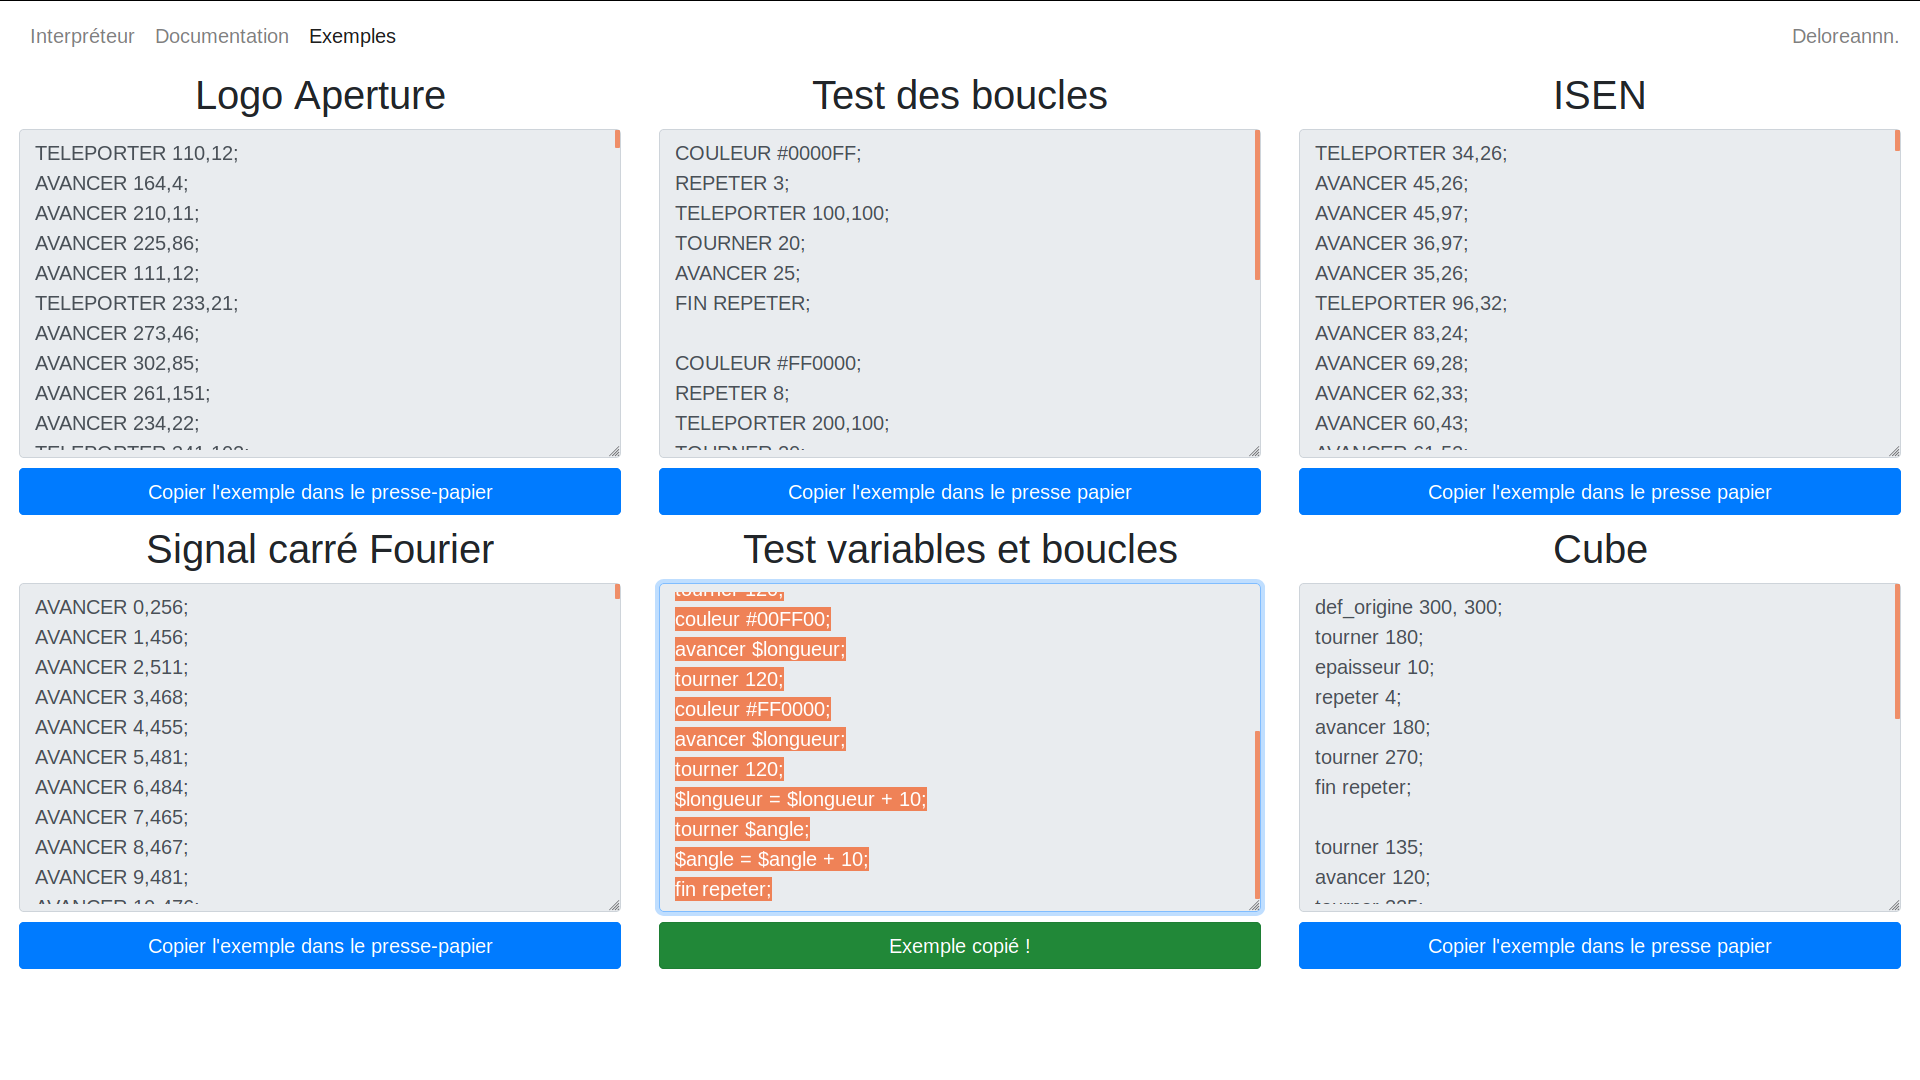 Interpréteur Documentation Exemples Deloreannn.
Logo Aperture
TELEPORTER 110,12;
AVANCER 164,4;
AVANCER 210,11;
AVANCER 225,86;
AVANCER 111,12;
TELEPORTER 233,21;
AVANCER 273,46;
AVANCER 302,85;
AVANCER 261,151;
AVANCER 234,22;
Copier l'exemple dans le presse-papier
Test des boucles
COULEUR #0000FF;
REPETER 3;
TELEPORTER 100,100;
TOURNER 20;
AVANCER 25;
FIN REPETER;
COULEUR #FF0000;
REPETER 8;
TELEPORTER 200,100;
Copier l'exemple dans le presse papier
ISEN
TELEPORTER 34,26;
AVANCER 45,26;
AVANCER 45,97;
AVANCER 36,97;
AVANCER 35,26;
TELEPORTER 96,32;
AVANCER 83,24;
AVANCER 69,28;
AVANCER 62,33;
AVANCER 60,43;
Copier l'exemple dans le presse papier
Signal carré Fourier
AVANCER 0,256;
AVANCER 1,456;
AVANCER 2,511;
AVANCER 3,468;
AVANCER 4,455;
AVANCER 5,481;
AVANCER 6,484;
AVANCER 7,465;
AVANCER 8,467;
AVANCER 9,481;
Copier l'exemple dans le presse-papier
Test variables et boucles
tourner 120;
couleur #00FF00;
avancer $longueur;
tourner 120;
couleur #FF0000;
avancer $longueur;
tourner 120;
$longueur = $longueur + 10;
tourner $angle;
$angle = $angle + 10;
fin repeter;
Exemple copié !
Cube
def_origine 300, 300;
tourner 180;
epaisseur 10;
repeter 4;
avancer 180;
tourner 270;
fin repeter;
tourner 135;
avancer 120;
Copier l'exemple dans le presse papier